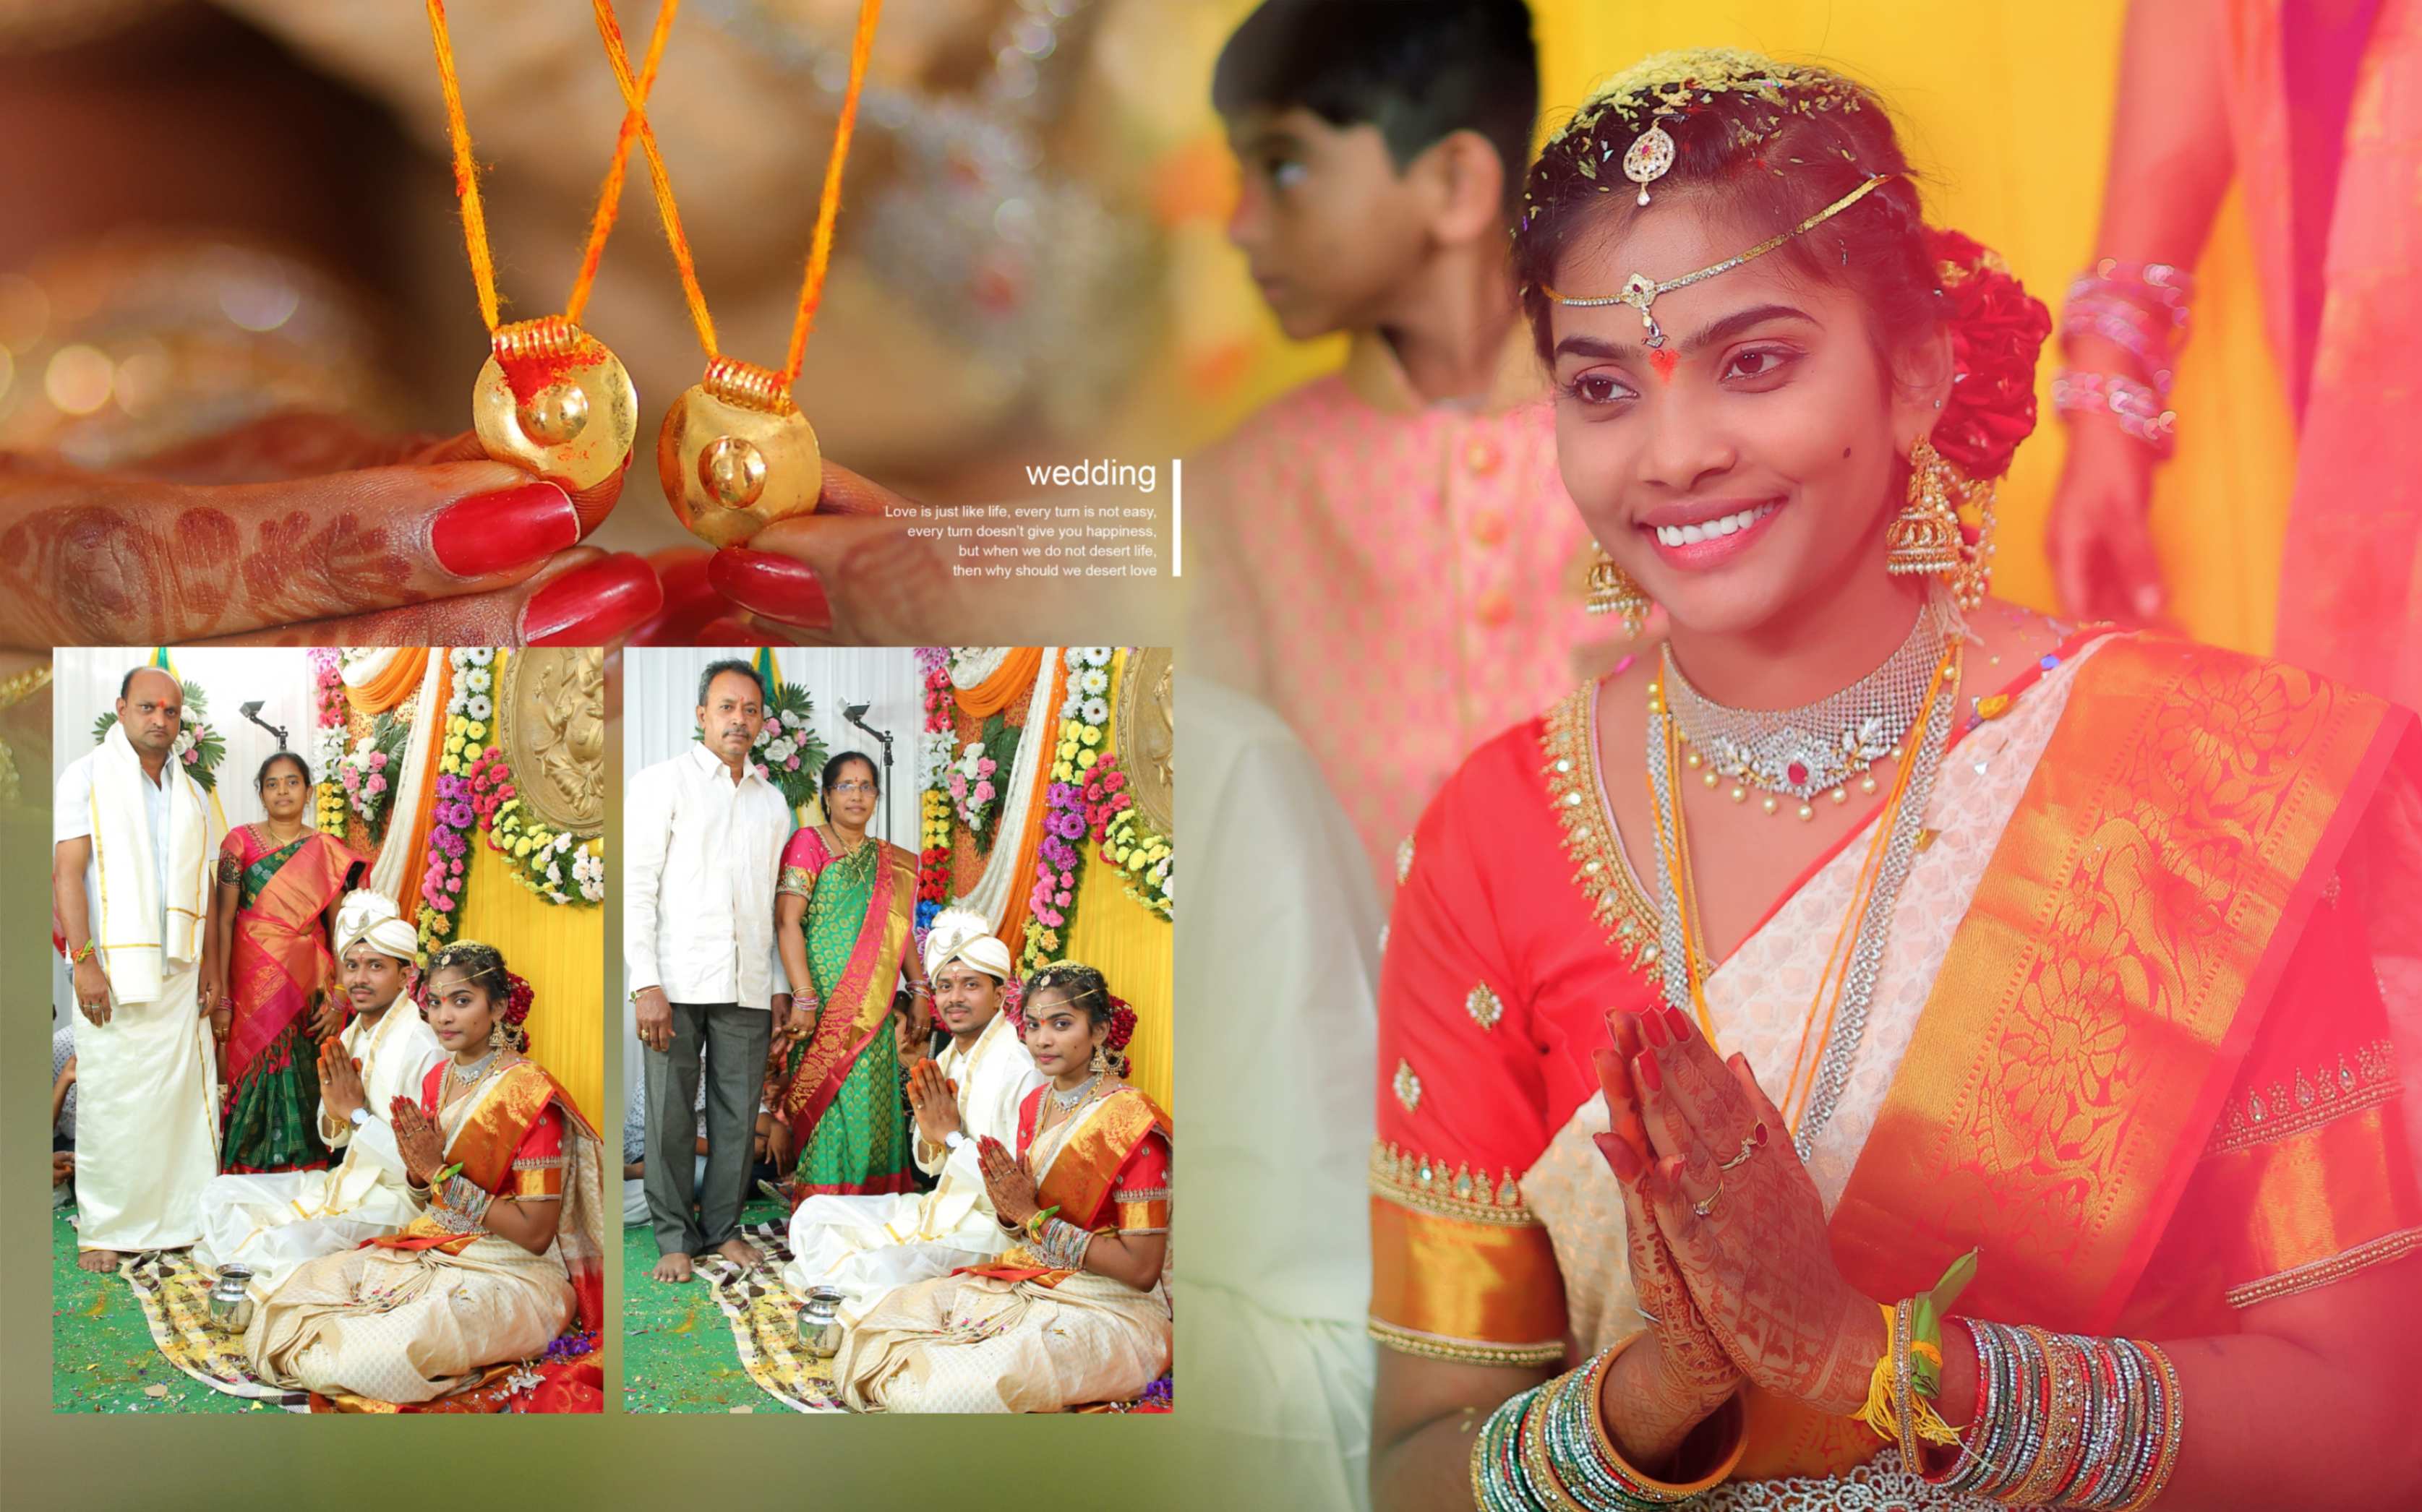 wedding
Love is just like life, every turn is not easy,
every turn doesn't give you happiness,
but when we do not desert life,
then why should we desert love